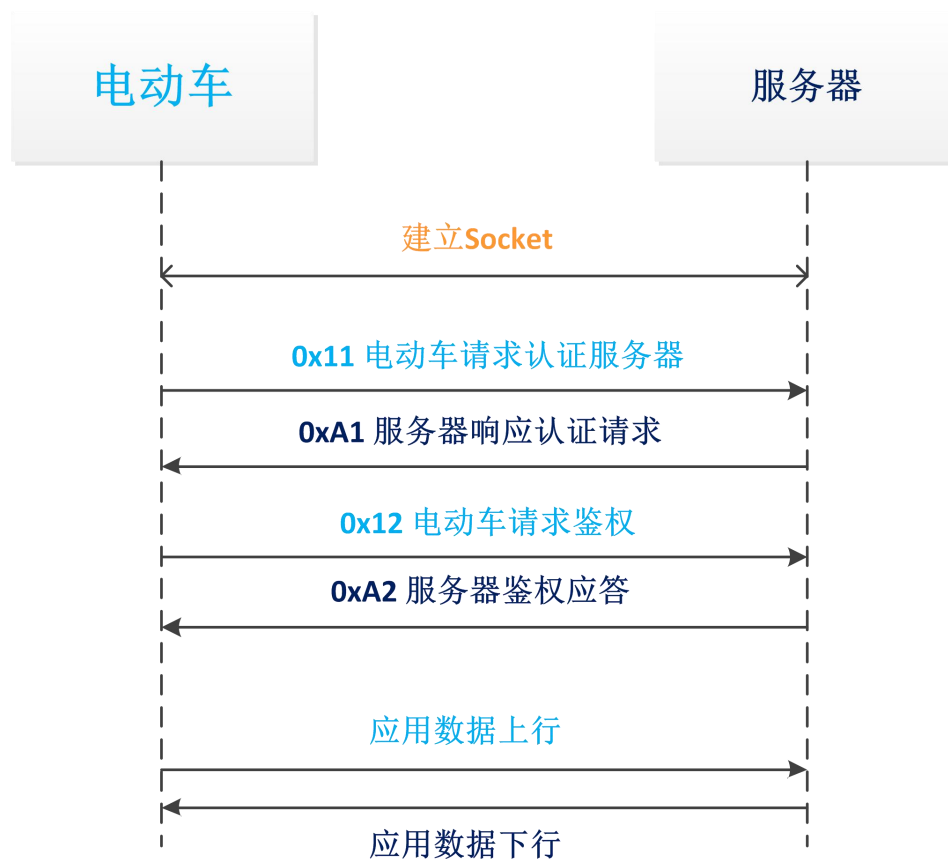 电动车
服务器
建立Socket
0x11 电动车请求认证服务器
0xA1 服务器响应认证请求
0x12 电动车请求鉴权
0xA2 服务器鉴权应答
应用数据上行
应用数据下行